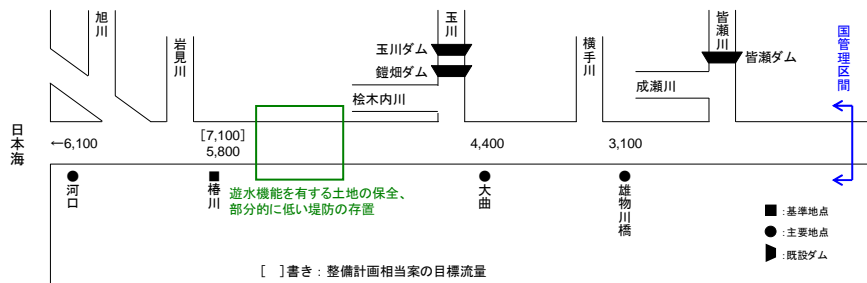 旭川
岩見川
玉川
玉川ダム
鎧畑ダム
桧木内川
横手川
皆瀬川
皆瀬ダム
成瀬川
国管理区間
日本海
←6,100
[7,100]
5,800
4,400
3,100
河口
椿川
遊水機能を有する土地の保全、
部分的に低い堤防の存置
大曲
雄物川橋
■:基準地点
●:主要地点
:既設ダム
[ ]書き：整備計画相当案の目標流量